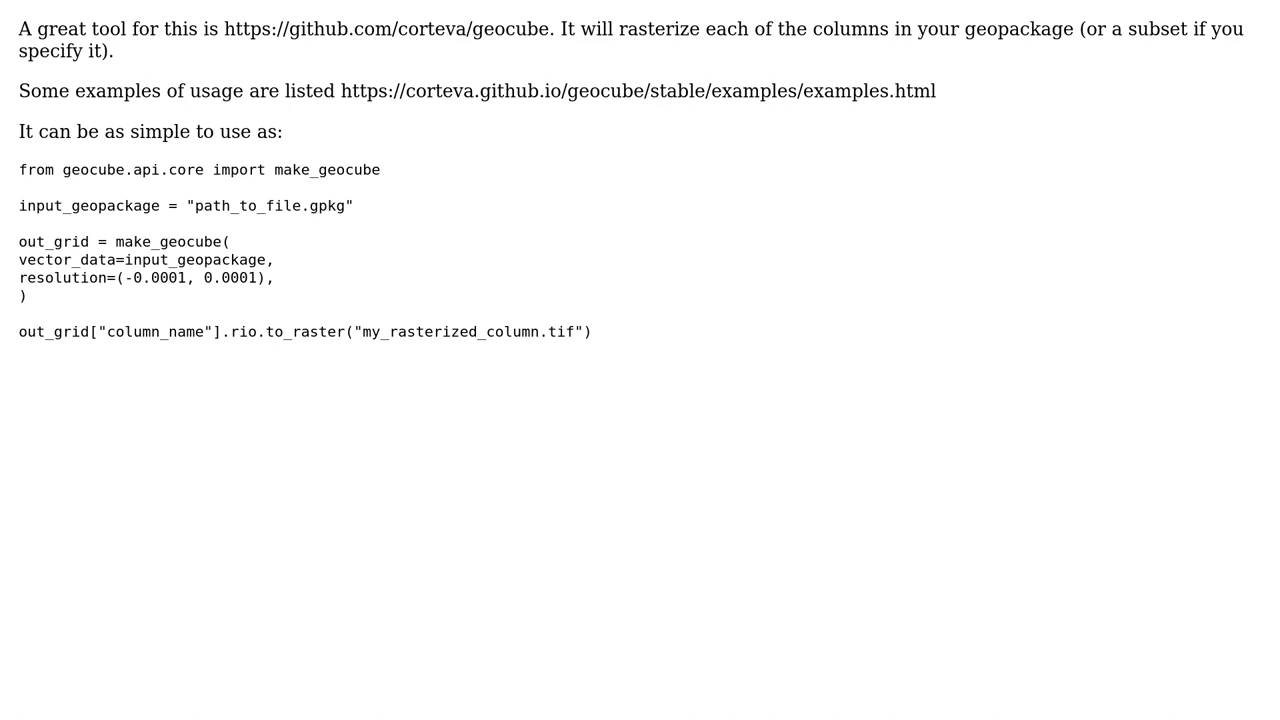 A great tool for this is https://github.com/corteva/geocube. It will rasterize each of the columns in your geopackage (or a subset if you
specify it).
Some examples of usage are listed https://corteva.github.io/geocube/stable/examples/examples.html
It can be as simple to use as:
from geocube.api.core import make_geocube
input_geopackage = "path_to_file.gpkg"
out_grid = make_geocube(
vector_data=input_geopackage,
resolution=(-0.0001, 0.0001),
)
out_grid["column_name"].rio.to_raster("my_rasterized_column.tif")